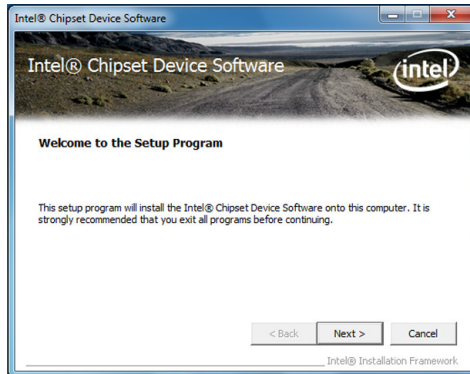 Intel® Chipset Device Software
Intel® Chipset Device Software
intel
Welcome to the Setup Program
This setup program will install the Intel® Chipset Device Software onto this computer. It is
strongly recommended that you exit all programs before continuing.
< Back Next > Cancel
Intel® Installation Framework